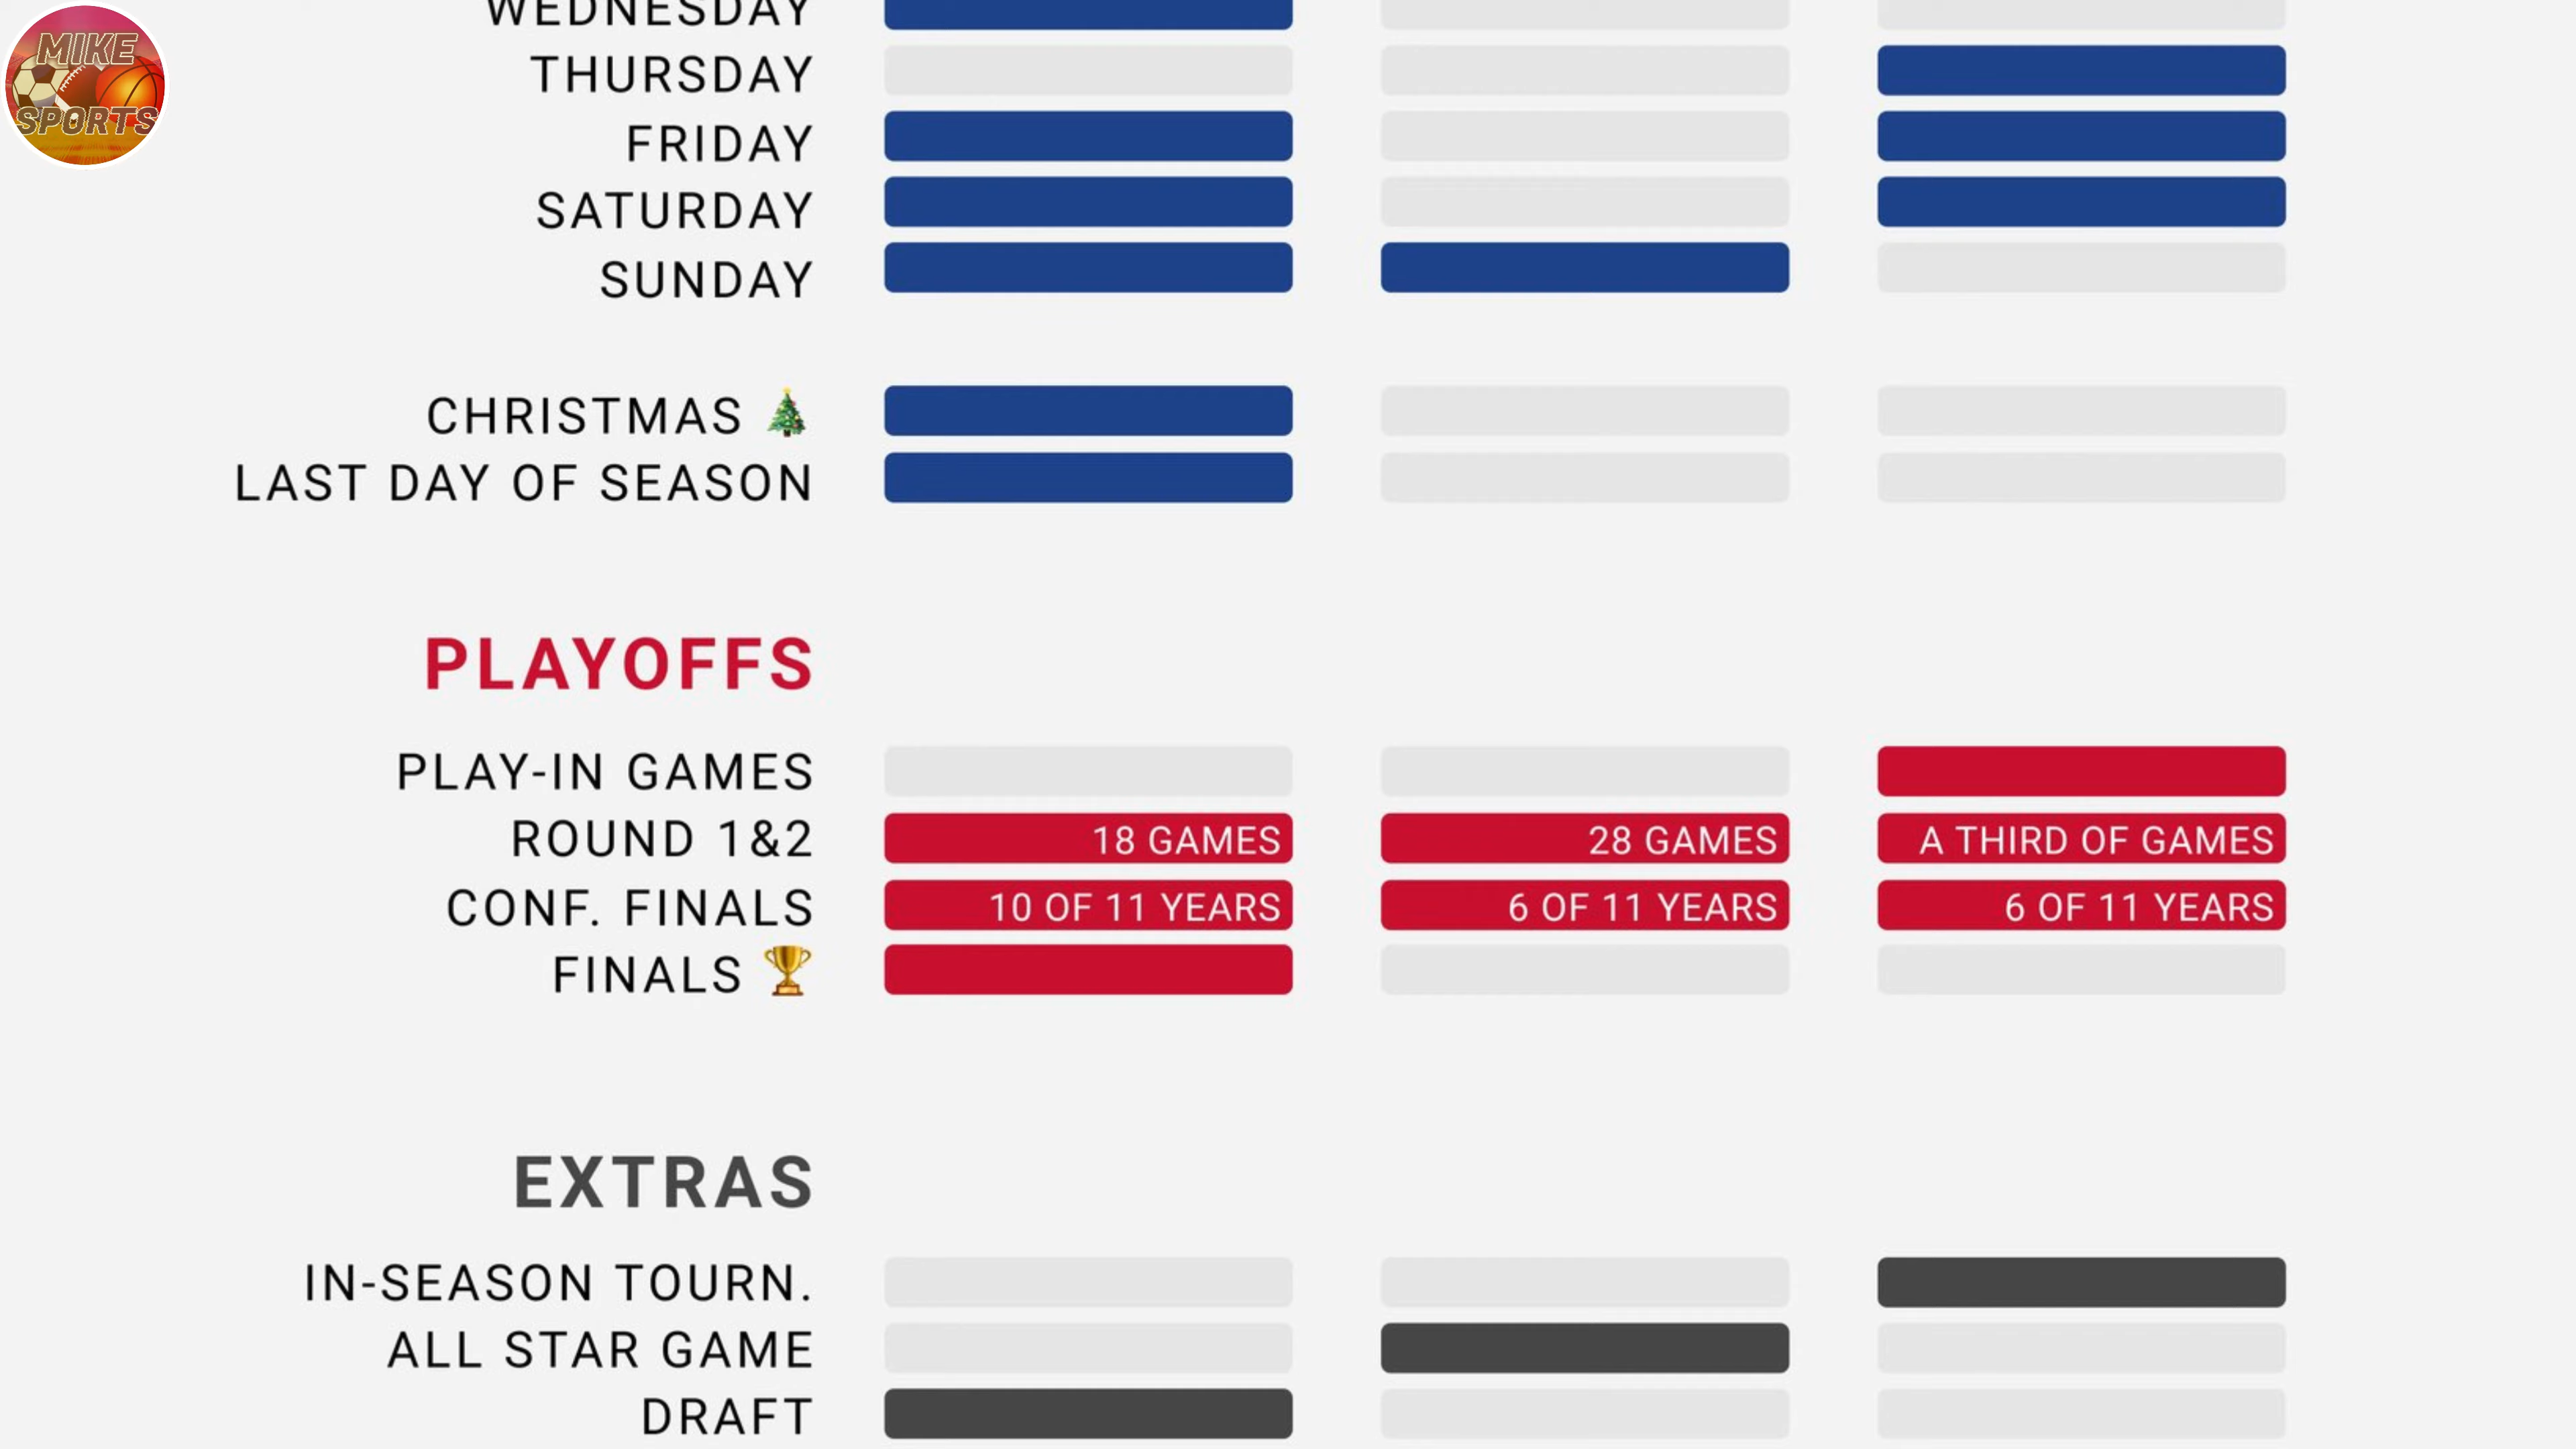 MIKE
SPORTS
WEDNESDAY
THURSDAY
FRIDAY
SATURDAY
SUNDAY
CHRISTMAS 🎄
LAST DAY OF SEASON
PLAYOFFS
PLAY-IN GAMES
ROUND 1&2 18 GAMES 28 GAMES A THIRD OF GAMES
CONF. FINALS 10 OF 11 YEARS 6 OF 11 YEARS 6 OF 11 YEARS
FINALS 🏆
EXTRAS
IN-SEASON TOURN.
ALL STAR GAME
DRAFT